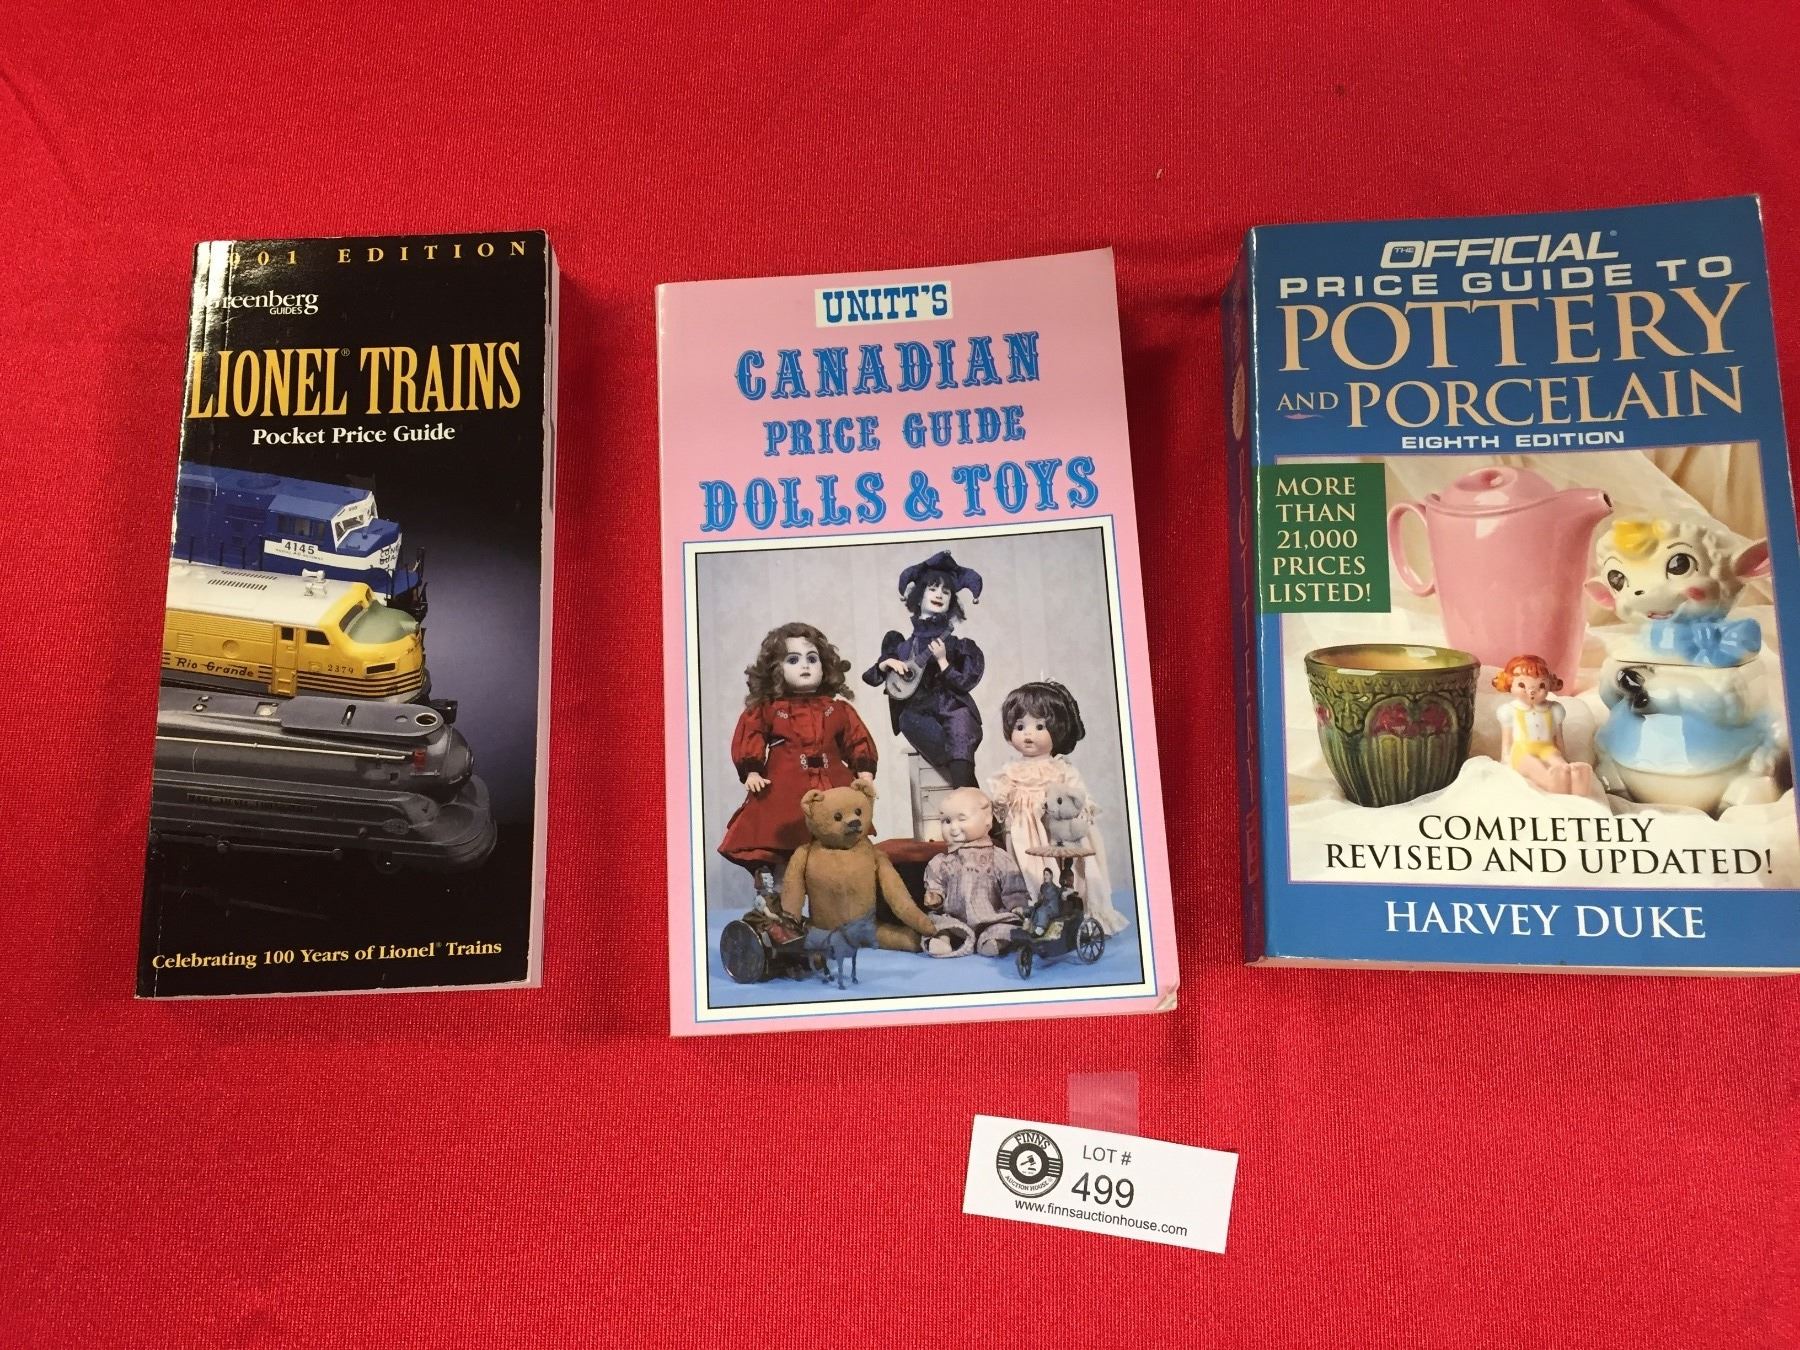 2001 EDITION
Greenberg
GUIDES
LIONEL® TRAINS
Pocket Price Guide
4145
Rio Grande
2379
Celebrating 100 Years of Lionel® Trains
UNITT'S
CANADIAN
PRICE GUIDE
DOLLS & TOYS
THE OFFICIAL®
PRICE GUIDE TO
POTTERY
AND PORCELAIN
EIGHTH EDITION
MORE
THAN
21,000
PRICES
LISTED!
COMPLETELY
REVISED AND UPDATED!
HARVEY DUKE
FINNS
AUCTION HOUSE
LOT #
499
www.finnsauctionhouse.com